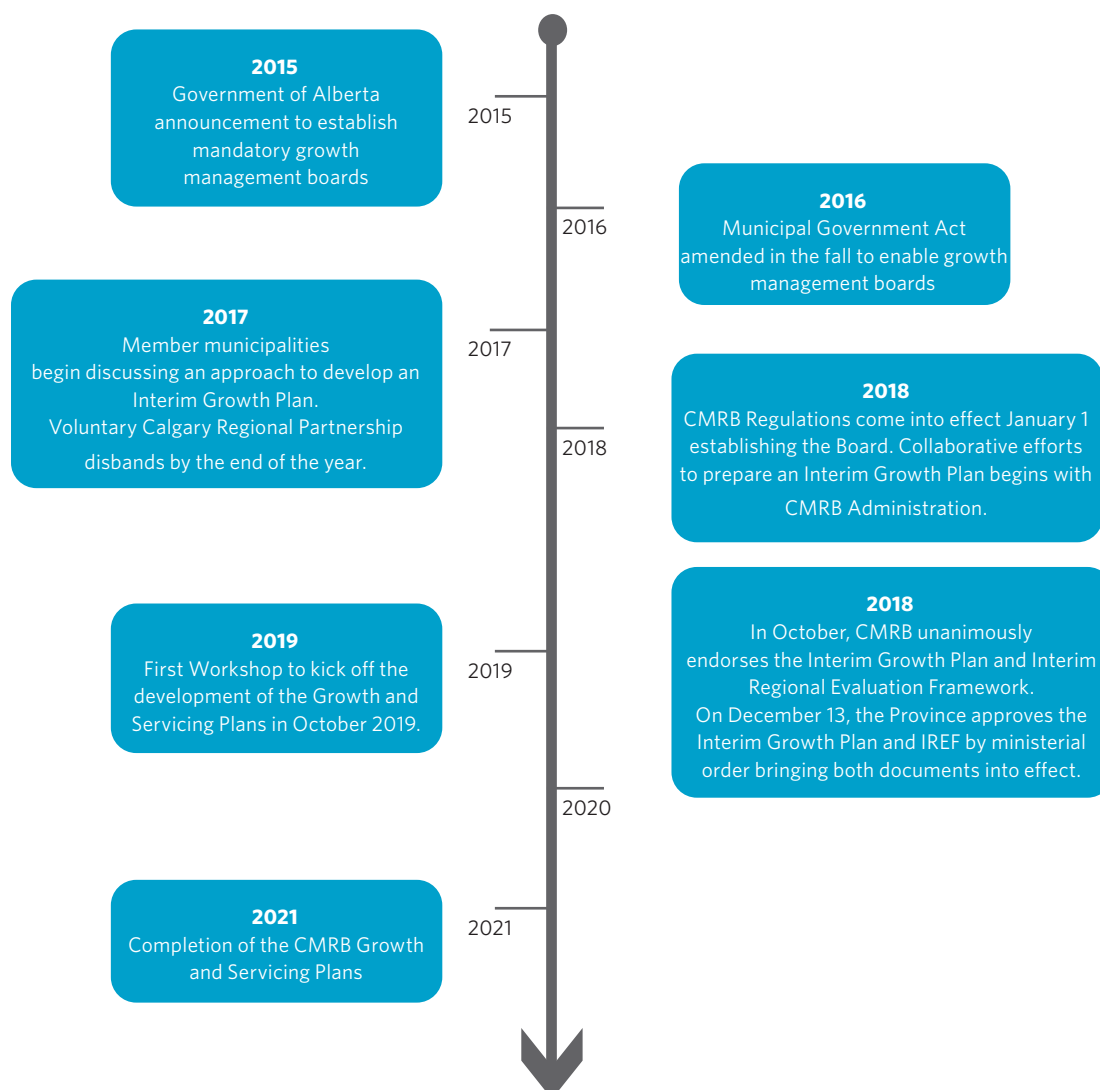 2015
Government of Alberta
announcement to establish
mandatory growth
management boards
2015
2016
2016
Municipal Government Act
amended in the fall to enable growth
management boards
2017
Member municipalities
begin discussing an approach to develop an
Interim Growth Plan.
Voluntary Calgary Regional Partnership
disbands by the end of the year.
2017
2018
2018
CMRB Regulations come into effect January 1
establishing the Board. Collaborative efforts
to prepare an Interim Growth Plan begins with
CMRB Administration.
2018
In October, CMRB unanimously
endorses the Interim Growth Plan and Interim
Regional Evaluation Framework.
On December 13, the Province approves the
Interim Growth Plan and IREF by ministerial
order bringing both documents into effect.
2019
First Workshop to kick off the
development of the Growth and
Servicing Plans in October 2019.
2019
2020
2021
Completion of the CMRB Growth
and Servicing Plans
2021